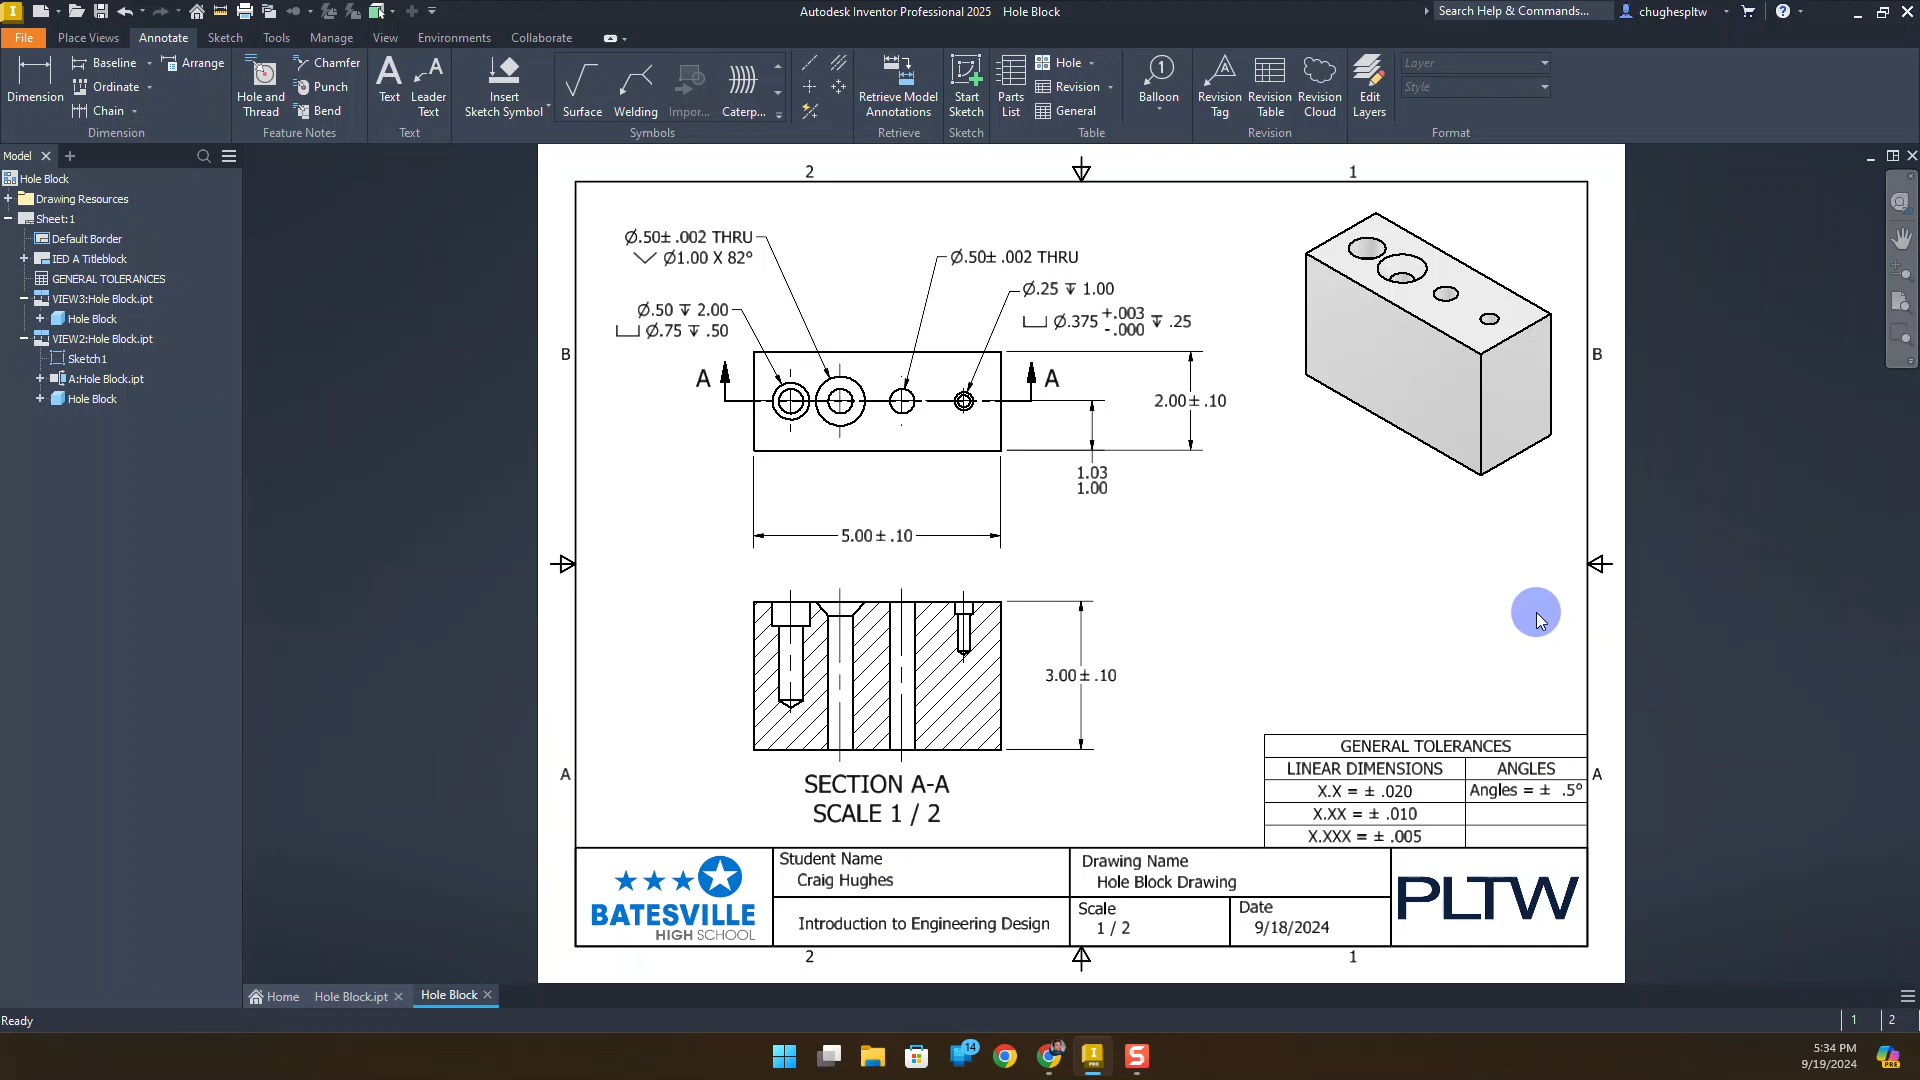 Autodesk Inventor Professional 2025 Hole Block
Search Help & Commands...
chughespltw
File Place Views Annotate Sketch Tools Manage View Environments Collaborate
Dimension
Baseline
Ordinate
Chain
Arrange
Dimension
Hole and Thread
Chamfer
Punch
Bend
Feature Notes
Text
Leader Text
Text
Insert Sketch Symbol
Surface
Welding
Impor...
Caterp...
Symbols
Retrieve Model Annotations
Retrieve
Start Sketch
Sketch
Parts List
Hole
Revision
General
Table
Balloon
Revision Tag
Revision Table
Revision Cloud
Revision
Edit Layers
Layer
Style
Format
Model
Hole Block
Drawing Resources
Sheet:1
Default Border
IED A Titleblock
GENERAL TOLERANCES
VIEW3:Hole Block.ipt
Hole Block
VIEW2:Hole Block.ipt
Sketch1
A:Hole Block.ipt
Hole Block
2 1
Ø.50± .002 THRU
⌵ Ø1.00 X 82°
Ø.50 ↧ 2.00
⌴ Ø.75 ↧ .50
Ø.50± .002 THRU
Ø.25 ↧ 1.00
⌴ Ø.375 +.003 -.000 ↧ .25
B B
A A
2.00± .10
1.03
1.00
5.00± .10
3.00± .10
SECTION A-A
SCALE 1 / 2
A A
GENERAL TOLERANCES
LINEAR DIMENSIONS ANGLES
X.X = ± .020 Angles = ± .5°
X.XX = ± .010
X.XXX = ± .005
BATESVILLE
HIGH SCHOOL
Student Name
Craig Hughes
Introduction to Engineering Design
Drawing Name
Hole Block Drawing
Scale
1 / 2
Date
9/18/2024
PLTW
2 1
Home Hole Block.ipt Hole Block
Ready
1 2
14
5:34 PM
9/19/2024